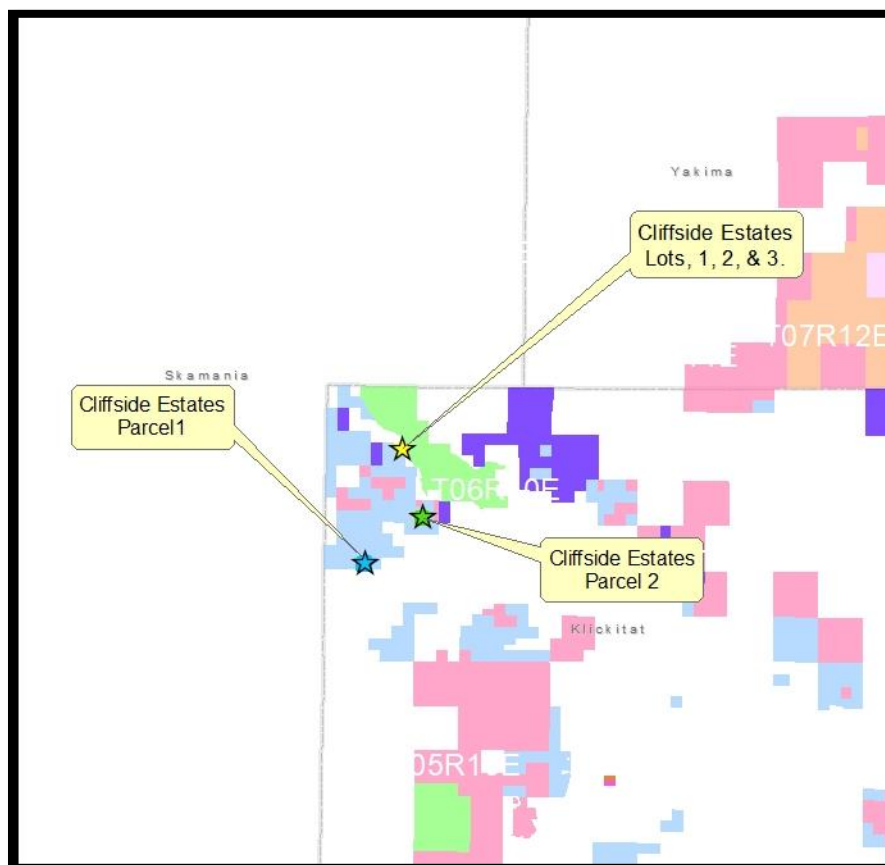 Yakima
Cliffside Estates
Lots, 1, 2, & 3.
T07R12E
Skamania
Cliffside Estates
Parcel1
Cliffside Estates
Parcel 2
Klickitat